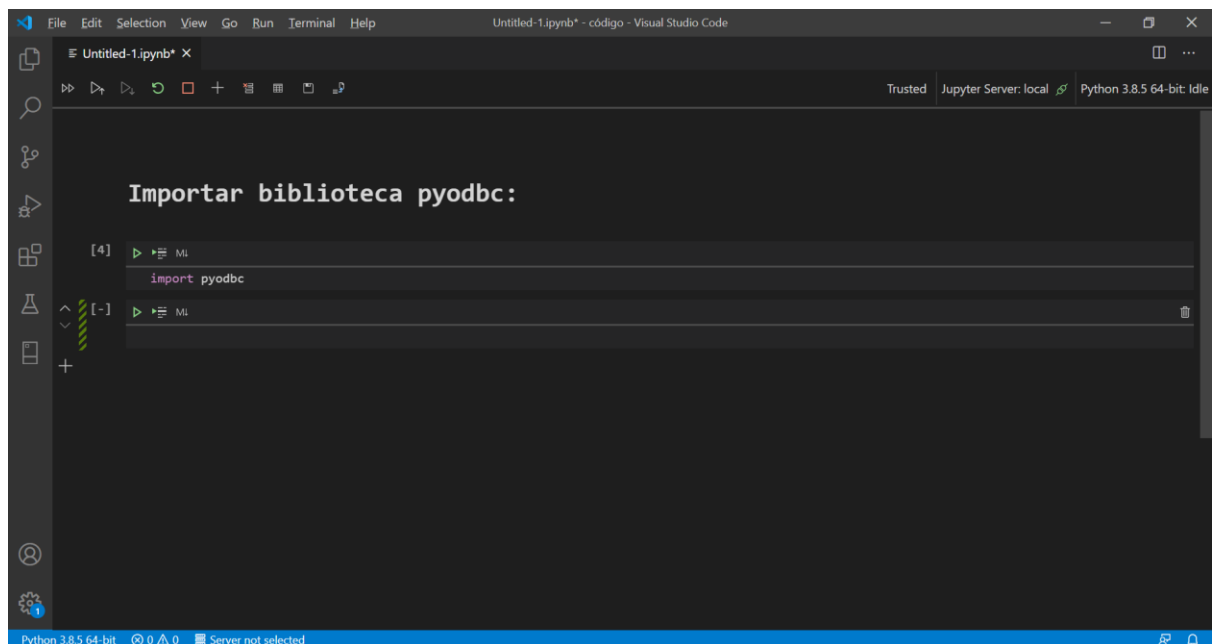 File Edit Selection View Go Run Terminal Help Untitled-1.ipynb* - código - Visual Studio Code
Untitled-1.ipynb*
Trusted Jupyter Server: local Python 3.8.5 64-bit: Idle
Importar biblioteca pyodbc:
[4] M↓
import pyodbc
[-] M↓
1
Python 3.8.5 64-bit 0 0 Server not selected